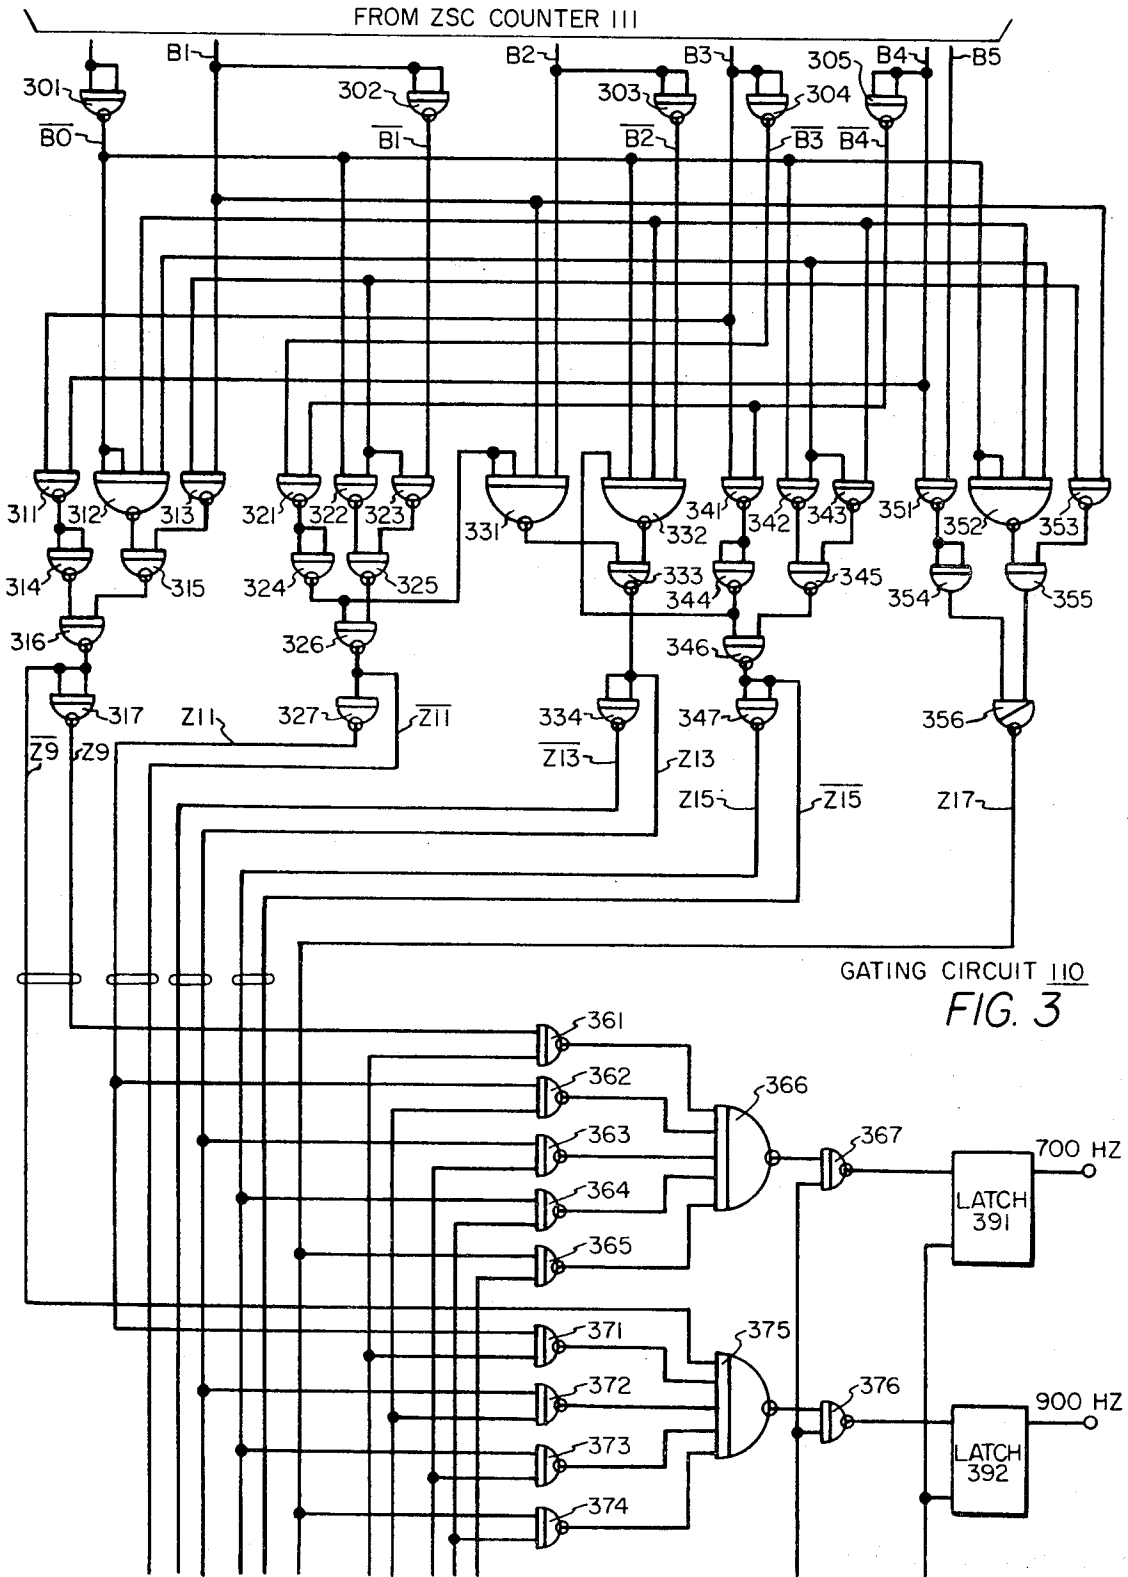 FROM ZSC COUNTER 111
B1 B2 B3 B4 B5
301 302 303 304 305
B0 B1 B2 B3 B4
311 312 313 321 322 323 331 332 341 342 343 351 352 353
314 315 324 325 333 344 345 354 355
316 326 346 356
317 327 334 347
Z9 Z9 Z11 Z11 Z13 Z13 Z15 Z15 Z17
GATING CIRCUIT 110
FIG. 3
361
362
363
364
365
366
367
700 HZ
LATCH
391
371
372
373
374
375
376
900 HZ
LATCH
392